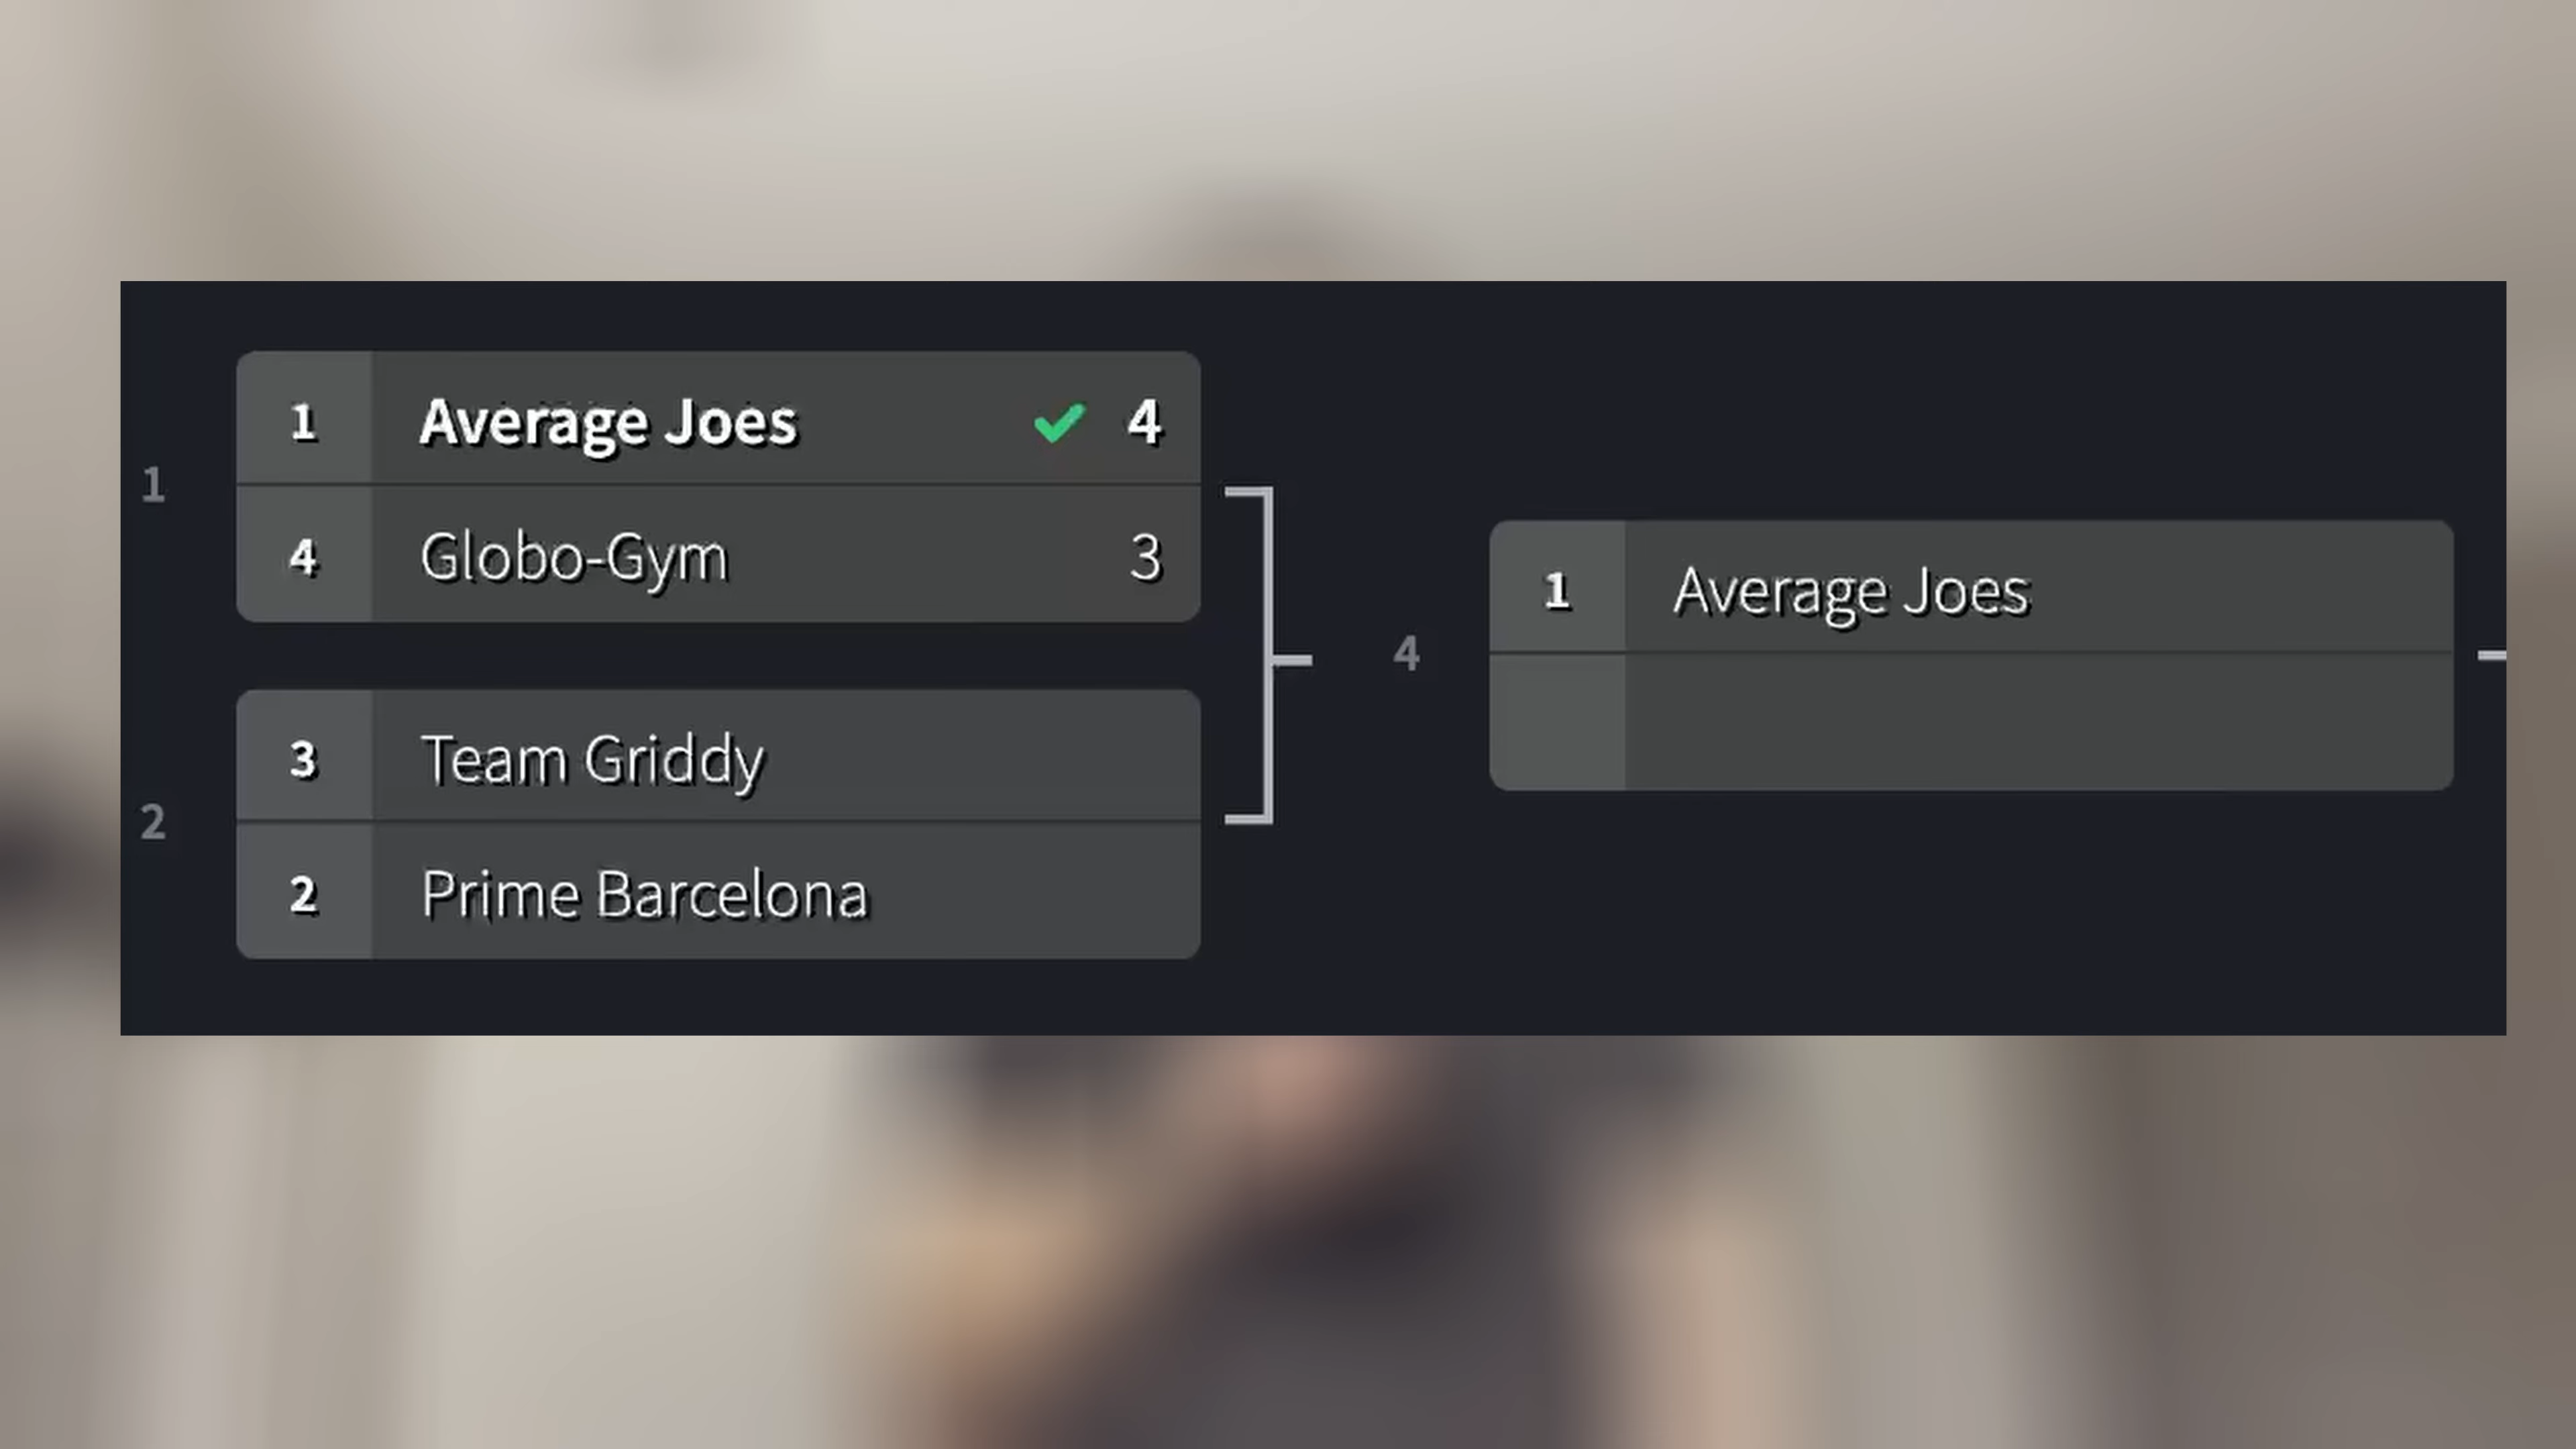 1
1 Average Joes 4
4 Globo-Gym 3
2
3 Team Griddy
2 Prime Barcelona
4
1 Average Joes